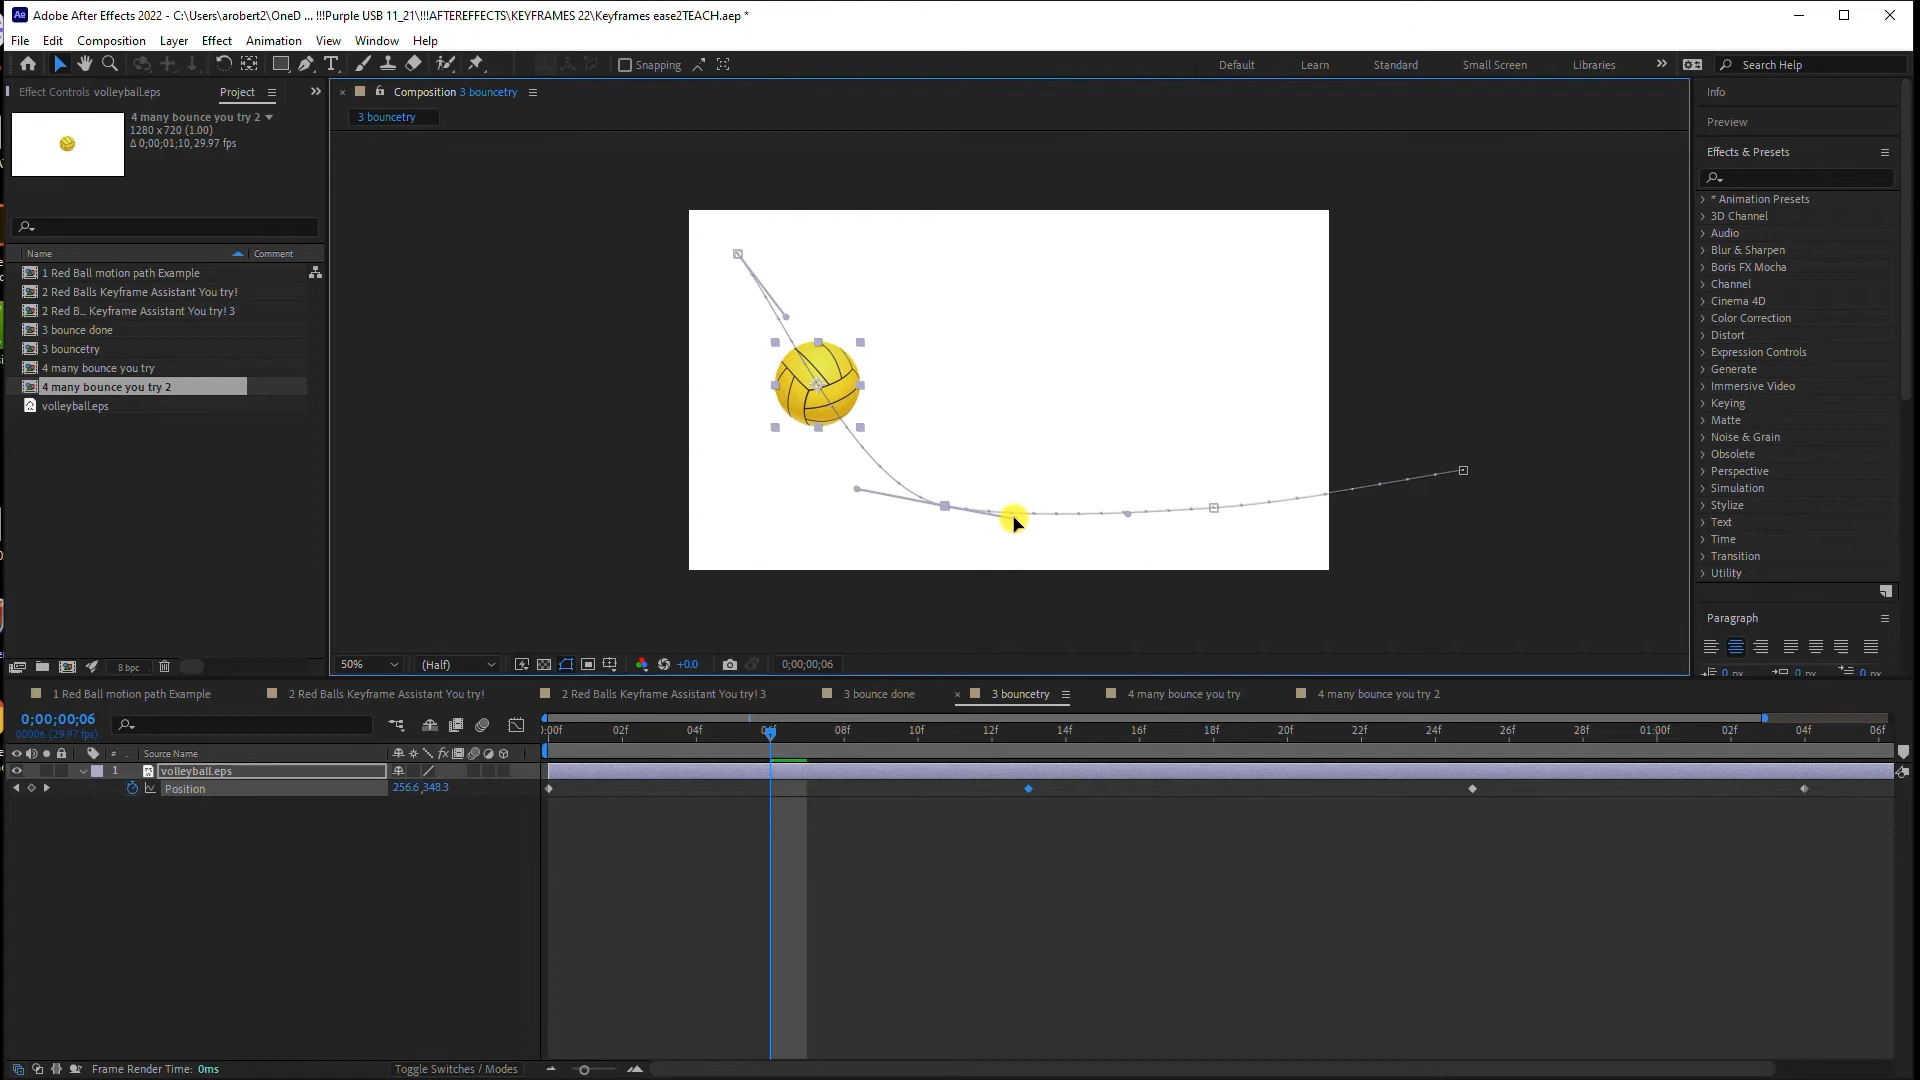 Ae Adobe After Effects 2022 - C:\Users\arobert2\OneD ... !!!Purple USB 11_21\!!!AFTEREFFECTS\KEYFRAMES 22\Keyframes ease2TEACH.aep *
File Edit Composition Layer Effect Animation View Window Help
Snapping Default Learn Standard Small Screen Libraries Search Help
Effect Controls volleyball.eps Project
4 many bounce you try 2
1280 x 720 (1.00)
Δ 0;00;01;10, 29.97 fps
Name Comment
1 Red Ball motion path Example
2 Red Balls Keyframe Assistant You try!
2 Red B... Keyframe Assistant You try! 3
3 bounce done
3 bouncetry
4 many bounce you try
4 many bounce you try 2
volleyball.eps
8 bpc
Composition 3 bouncetry
3 bouncetry
50% (Half) +0.0 0;00;00;06
Info
Preview
Effects & Presets
* Animation Presets
3D Channel
Audio
Blur & Sharpen
Boris FX Mocha
Channel
Cinema 4D
Color Correction
Distort
Expression Controls
Generate
Immersive Video
Keying
Matte
Noise & Grain
Obsolete
Perspective
Simulation
Stylize
Text
Time
Transition
Utility
Paragraph
0 px 0 px 0 px
1 Red Ball motion path Example 2 Red Balls Keyframe Assistant You try! 2 Red Balls Keyframe Assistant You try! 3 3 bounce done 3 bouncetry 4 many bounce you try 4 many bounce you try 2
0;00;00;06
00006 (29.97 fps)
02f 04f 08f 10f 12f 14f 16f 18f 20f 22f 24f 26f 28f 01:00f 02f 04f 06f
# Source Name fx
1 volleyball.eps
Position 256.6,348.3
Frame Render Time: 0ms Toggle Switches / Modes